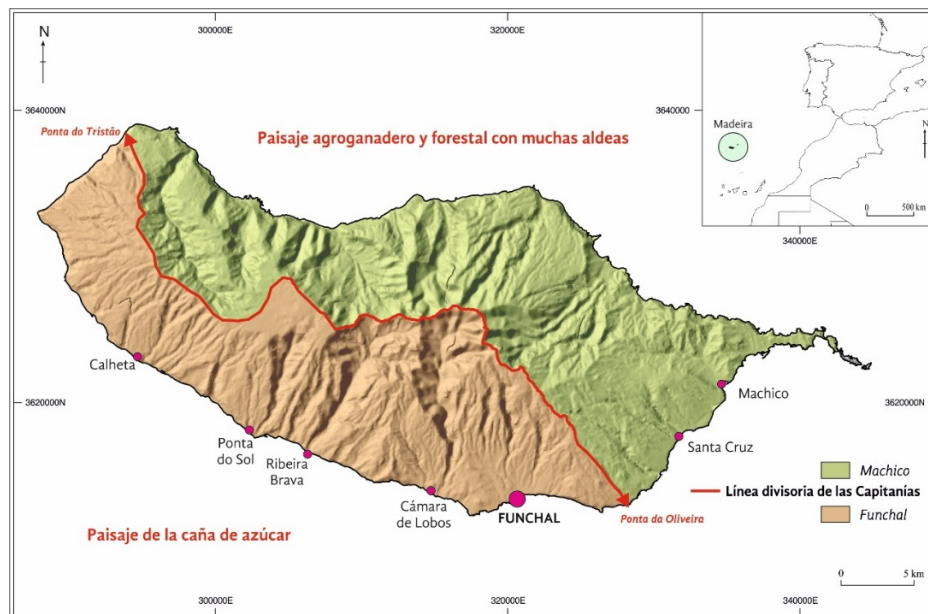 300000E
320000E
N
3640000N
3640000
Ponta do Tristão
Paisaje agroganadero y forestal con muchas aldeas
Madeira
N
0 500 km
340000E
Calheta
Machico
3620000N
3620000
Ponta
do Sol
Ribeira
Brava
Santa Cruz
Machico
Línea divisoria de las Capitanías
Funchal
Cámara
de Lobos
FUNCHAL
Ponta da Oliveira
Paisaje de la caña de azúcar
0 5 km
300000E
320000E
340000E